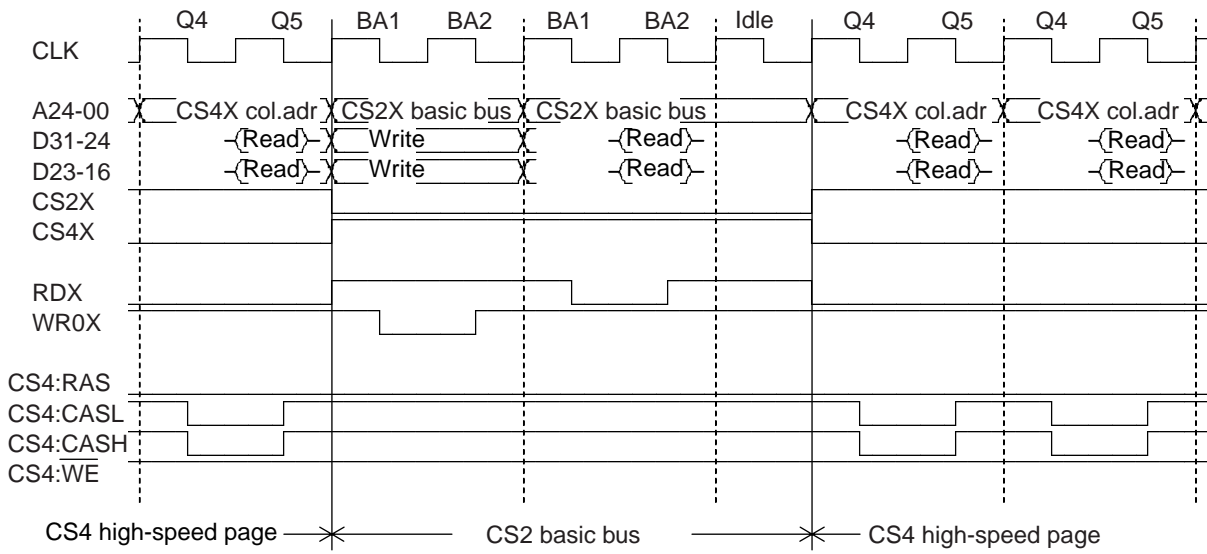 Q4 Q5 BA1 BA2 BA1 BA2 Idle Q4 Q5 Q4 Q5
CLK
A24-00 CS4X col.adr CS2X basic bus CS2X basic bus CS4X col.adr CS4X col.adr
D31-24 Read Write Read Read Read
D23-16 Read Write Read Read Read
CS2X
CS4X
RDX
WR0X
CS4:RAS
CS4:CASL
CS4:CASH
CS4:W̅E̅
CS4 high-speed page CS2 basic bus CS4 high-speed page